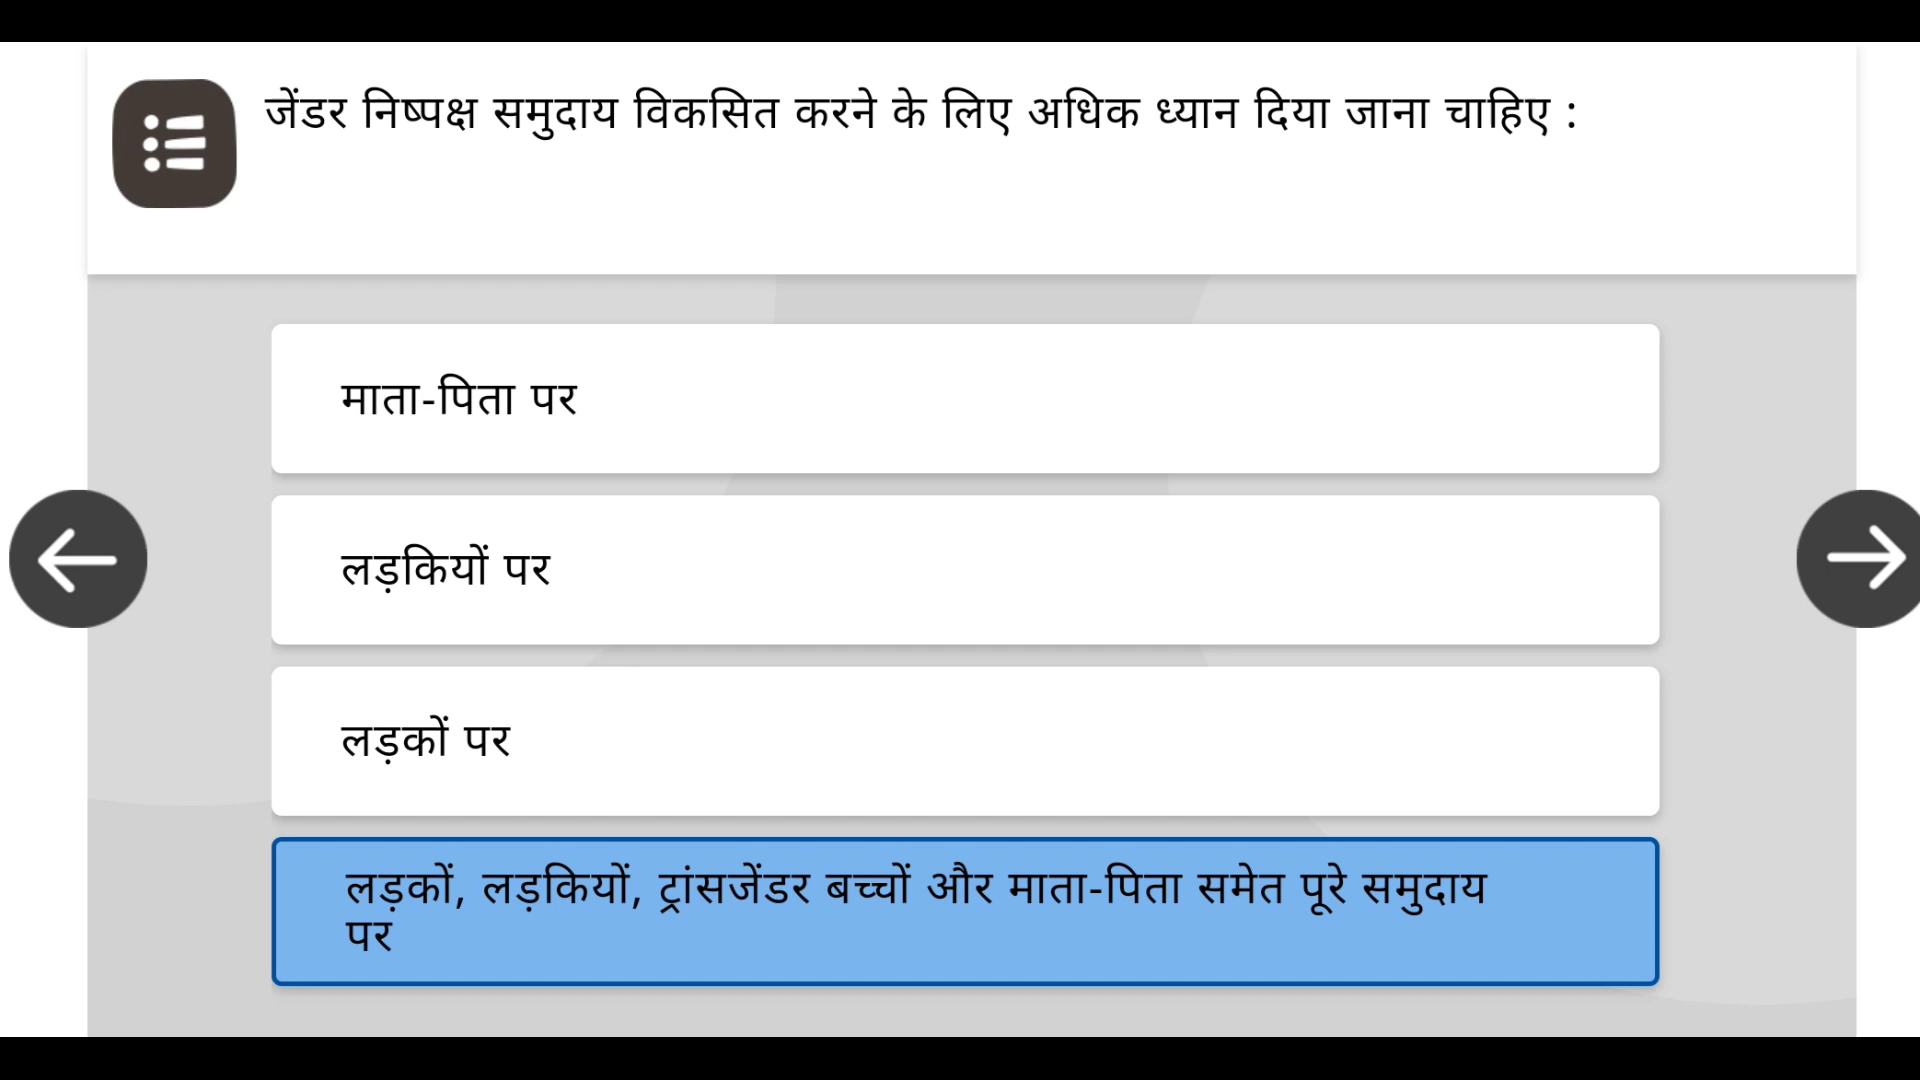 जेंडर निष्पक्ष समुदाय विकसित करने के लिए अधिक ध्यान दिया जाना चाहिए :
माता-पिता पर
लड़कियों पर
लड़कों पर
लड़कों, लड़कियों, ट्रांसजेंडर बच्चों और माता-पिता समेत पूरे समुदाय
पर